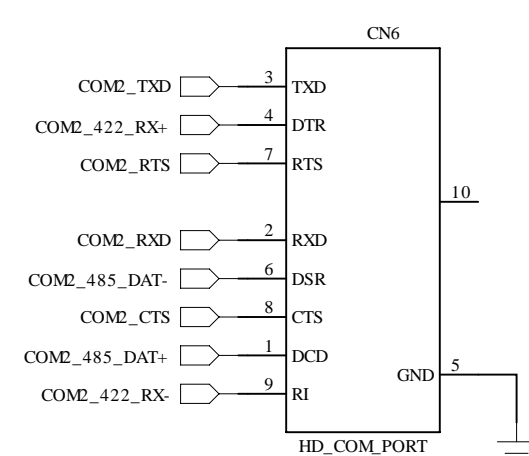 CN6
COM2_TXD 3 TXD
COM2_422_RX+ 4 DTR
COM2_RTS 7 RTS
10
COM2_RXD 2 RXD
COM2_485_DAT- 6 DSR
COM2_CTS 8 CTS
COM2_485_DAT+ 1 DCD
GND 5
COM2_422_RX- 9 RI
HD_COM_PORT